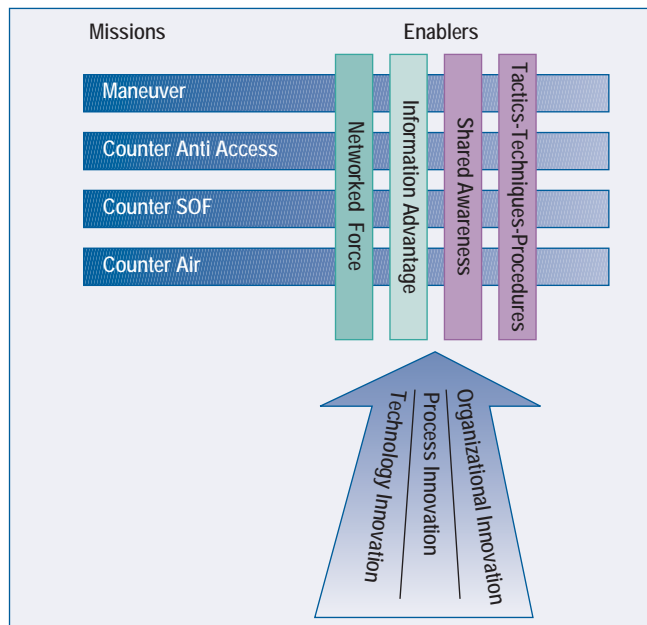 Missions
Enablers
Maneuver
Counter Anti Access
Counter SOF
Counter Air
Networked Force
Information Advantage
Shared Awareness
Tactics-Techniques-Procedures
Technology Innovation
Process Innovation
Organizational Innovation